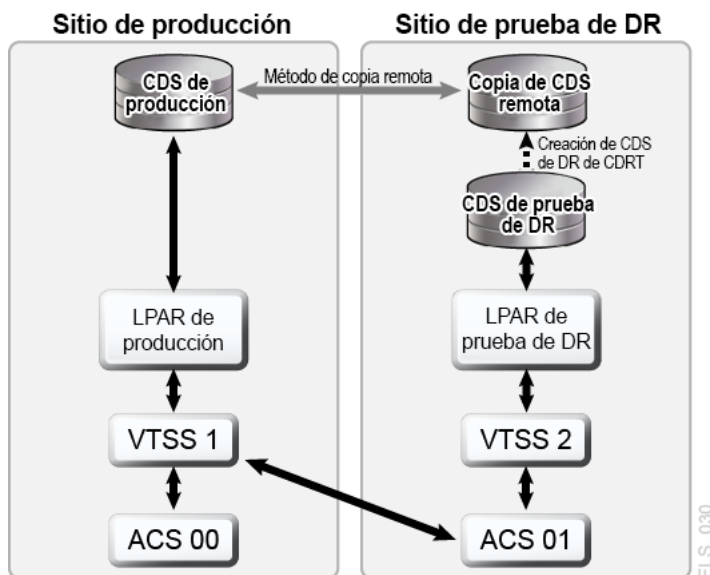 Sitio de producción
Sitio de prueba de DR
CDS de
producción
Método de copia remota
Copia de CDS
remota
Creación de CDS
de DR de CDRT
CDS de prueba
de DR
LPAR de
producción
LPAR de
prueba de DR
VTSS 1
VTSS 2
ACS 00
ACS 01
ELS_030